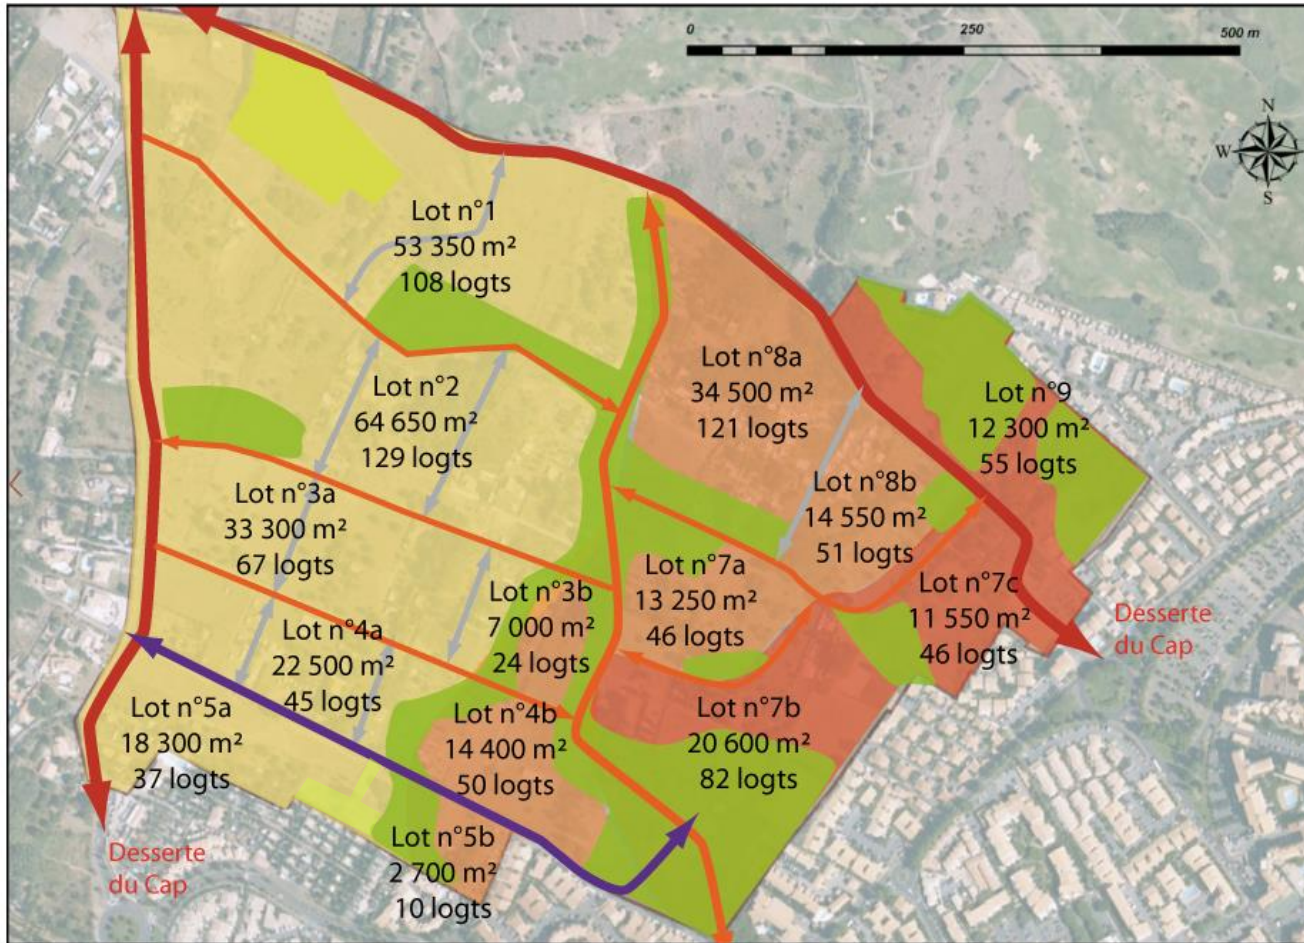 0 250 500 m
N
W
S
Lot n°1
53 350 m²
108 logts
Lot n°8a
34 500 m²
121 logts
Lot n°2
64 650 m²
129 logts
Lot n°9
12 300 m²
55 logts
Lot n°3a
33 300 m²
67 logts
Lot n°8b
14 550 m²
51 logts
Lot n°7a
13 250 m²
46 logts
Lot n°3b
7 000 m²
24 logts
Lot n°7c
11 550 m²
46 logts
Desserte
du Cap
Lot n°4a
22 500 m²
45 logts
Lot n°5a
18 300 m²
37 logts
Lot n°4b
14 400 m²
50 logts
Lot n°7b
20 600 m²
82 logts
Lot n°5b
2 700 m²
10 logts
Desserte
du Cap